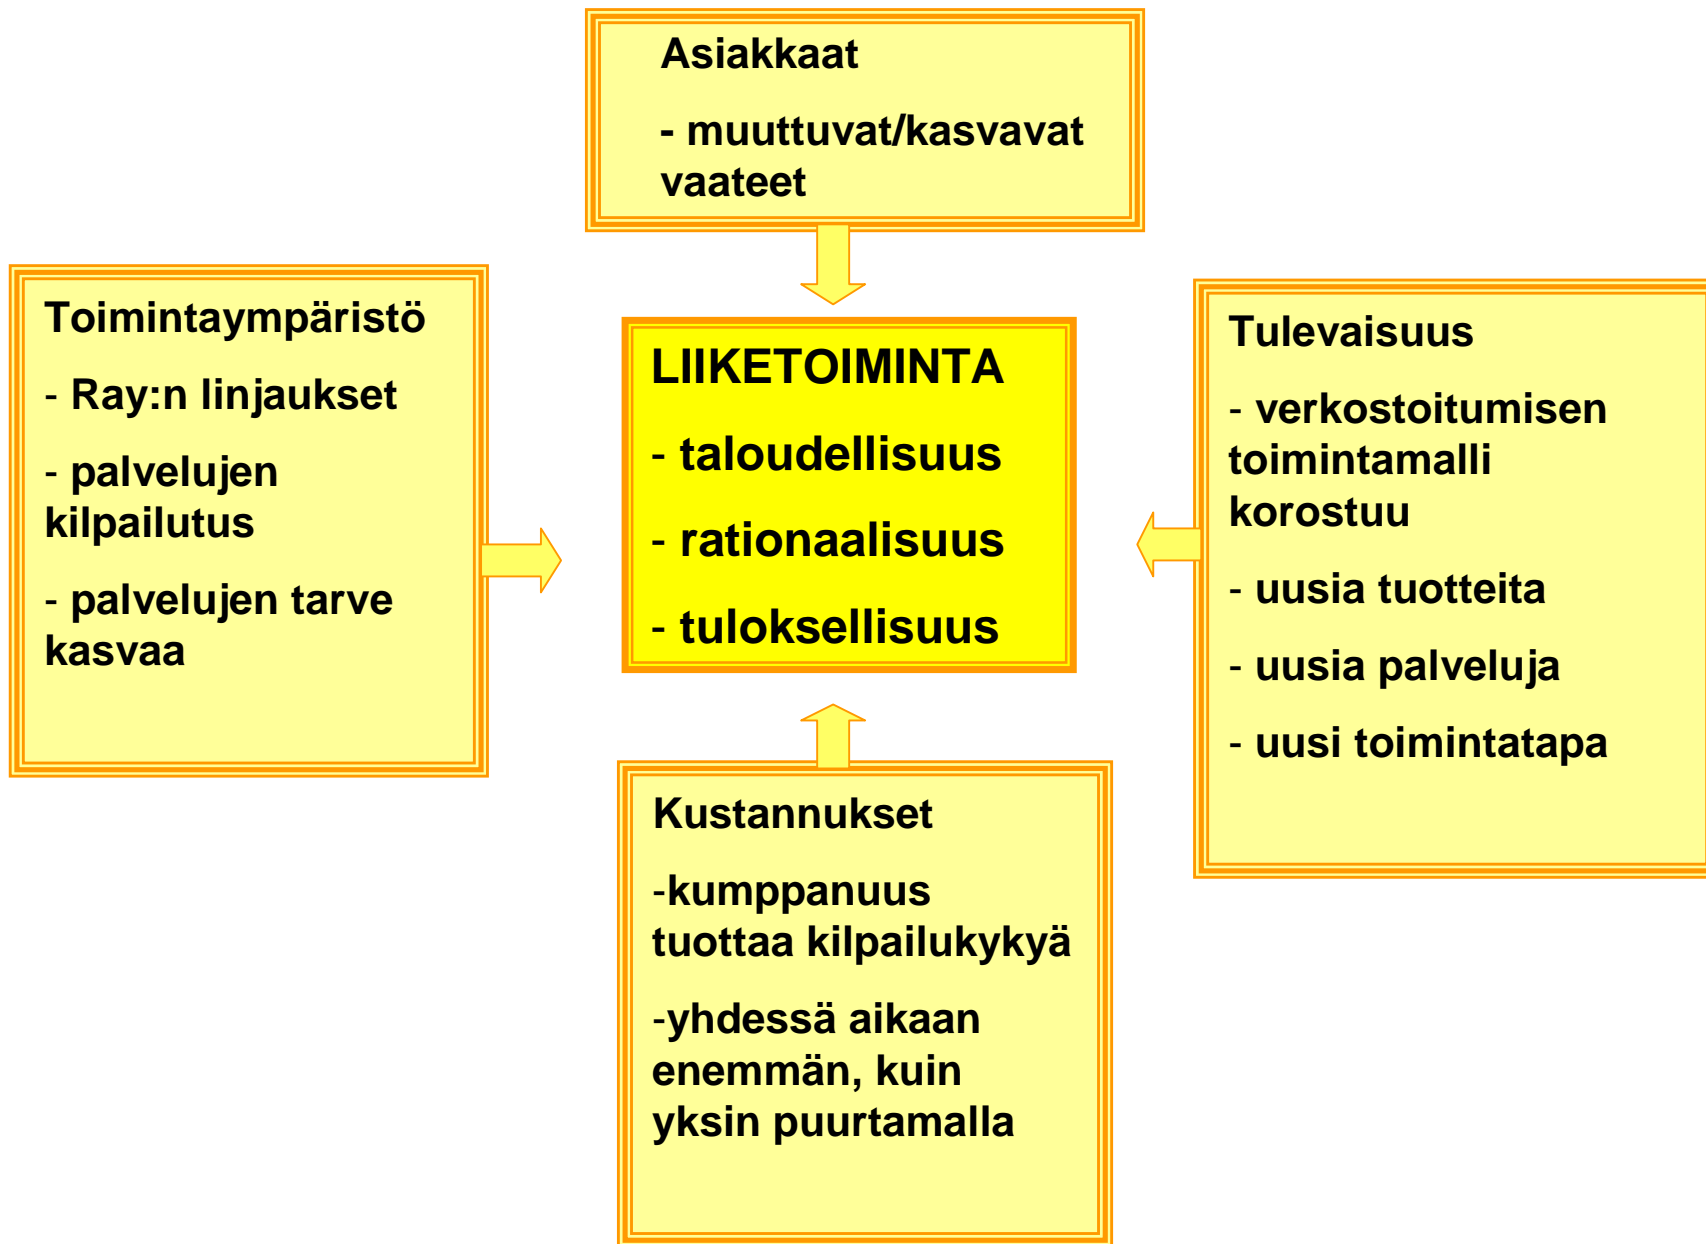 Asiakkaat
- muuttuvat/kasvavat
vaateet
Toimintaympäristö
- Ray:n linjaukset
- palvelujen
kilpailutus
- palvelujen tarve
kasvaa
LIIKETOIMINTA
- taloudellisuus
- rationaalisuus
- tuloksellisuus
Tulevaisuus
- verkostoitumisen
toimintamalli
korostuu
- uusia tuotteita
- uusia palveluja
- uusi toimintatapa
Kustannukset
-kumppanuus
tuottaa kilpailukykyä
-yhdessä aikaan
enemmän, kuin
yksin puurtamalla